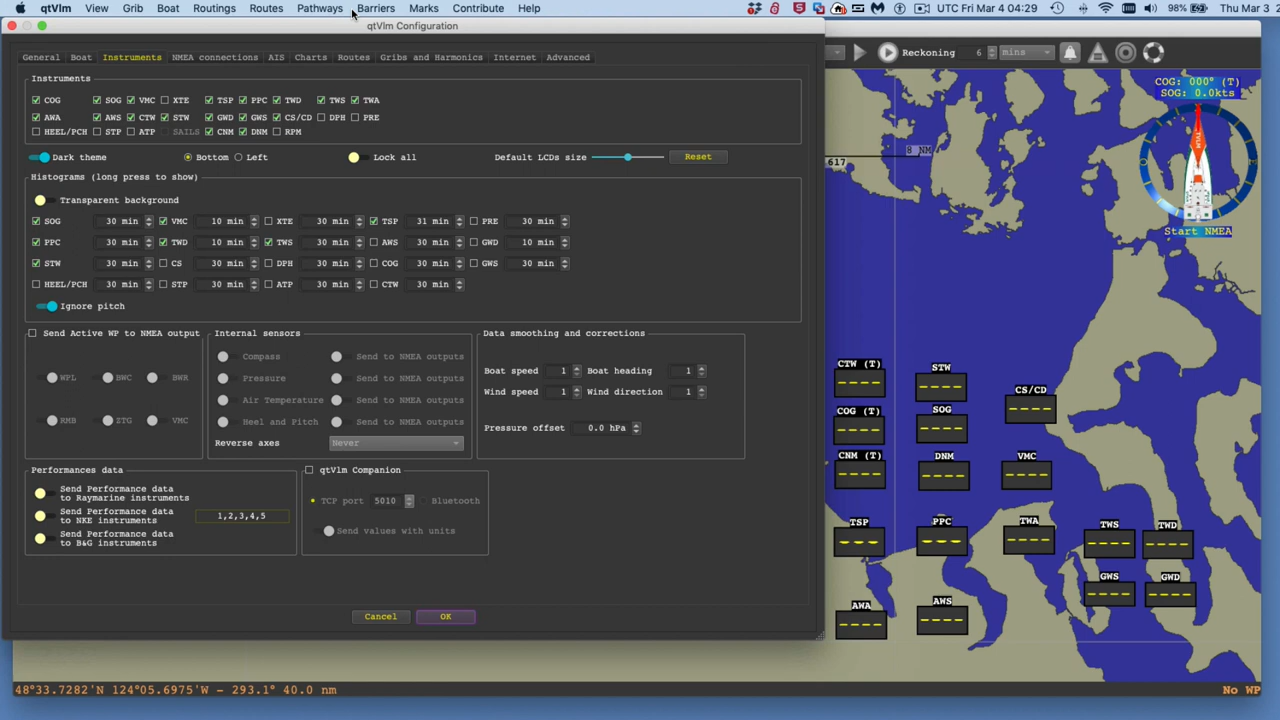 qtVlm View Grib Boat Routings Routes Pathways Barriers Marks Contribute Help UTC Fri Mar 4 04:29 98% Thu Mar 3
qtVlm Configuration
General Boat Instruments NMEA connections AIS Charts Routes Gribs and Harmonics Internet Advanced
Reckoning 6 mins
Instruments
COG SOG VMC XTE TSP PPC TWD TWS TWA
AWA AWS CTW STW GWD GWS CS/CD DPH PRE
HEEL/PCH STP ATP SAILS CNM DNM RPM
Dark theme Bottom Left Lock all Default LCDs size Reset
Histograms (long press to show)
Transparent background
SOG 30 min VMC 10 min XTE 30 min TSP 31 min PRE 30 min
PPC 30 min TWD 10 min TWS 30 min AWS 30 min GWD 10 min
STW 30 min CS 30 min DPH 30 min COG 30 min GWS 30 min
HEEL/PCH 30 min STP 30 min ATP 30 min CTW 30 min
Ignore pitch
Send Active WP to NMEA output
WPL BWC BWR
RMB ZTG VMC
Internal sensors
Compass Send to NMEA outputs
Pressure Send to NMEA outputs
Air Temperature Send to NMEA outputs
Heel and Pitch Send to NMEA outputs
Reverse axes Never
Data smoothing and corrections
Boat speed 1 Boat heading 1
Wind speed 1 Wind direction 1
Pressure offset 0.0 hPa
Performances data
Send Performance data
to Raymarine instruments
Send Performance data
to NKE instruments 1,2,3,4,5
Send Performance data
to B&G instruments
qtVlm Companion
TCP port 5010 Bluetooth
Send values with units
Cancel OK
COG: 000° (T)
SOG: 0.0kts
Start NMEA
8 NM
617
CTW (T) STW
----  ----
CS/CD
----
COG (T) SOG
---- ----
CNM (T) DNM VMC
---- ---- ----
TSP PPC TWA TWS TWD
--- --- ---- ---- ----
GWS GWD
---- ----
AWA AWS
---- ----
48°33.7282'N 124°05.6975'W - 293.1° 40.0 nm No WP